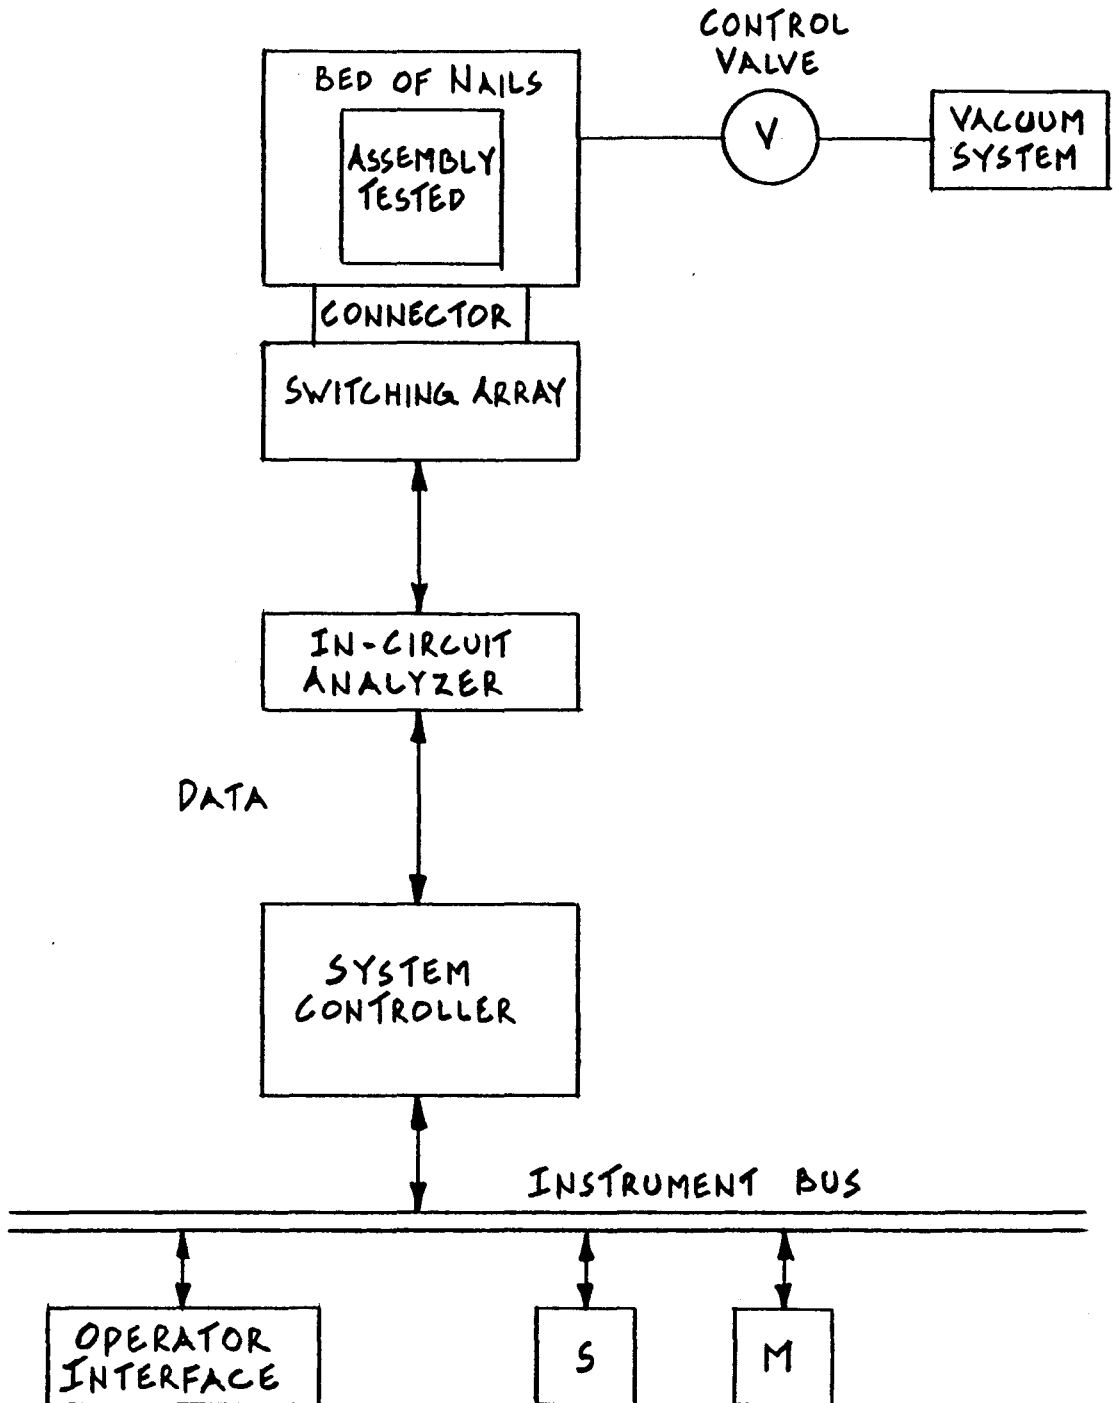 CONTROL
VALVE
BED OF NAILS
V
VACUUM
SYSTEM
ASSEMBLY
TESTED
CONNECTOR
SWITCHING ARRAY
IN-CIRCUIT
ANALYZER
DATA
SYSTEM
CONTROLLER
INSTRUMENT BUS
OPERATOR
INTERFACE
S
M